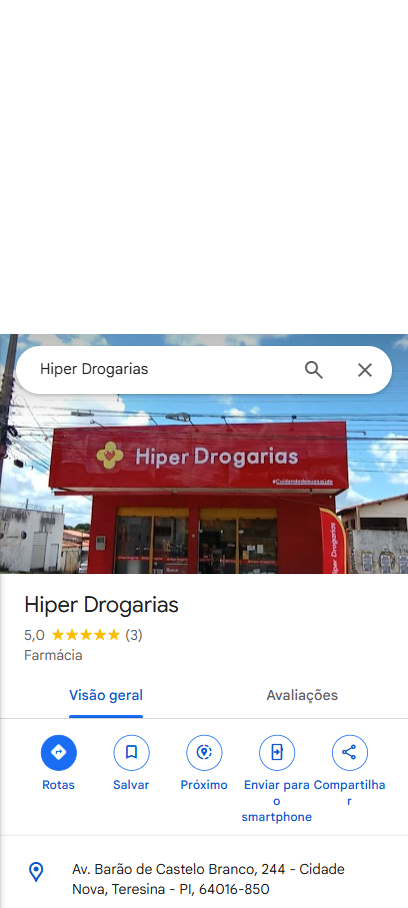 Hiper Drogarias
Hiper Drogarias
#Cuidandodesuasaúde
Hiper Drogarias
Hiper Drogarias
5,0 ★★★★★ (3)
Farmácia
Visão geral
Avaliações
Rotas
Salvar
Próximo
Enviar para
o
smartphone
Compartilha
r
Av. Barão de Castelo Branco, 244 - Cidade
Nova, Teresina - PI, 64016-850